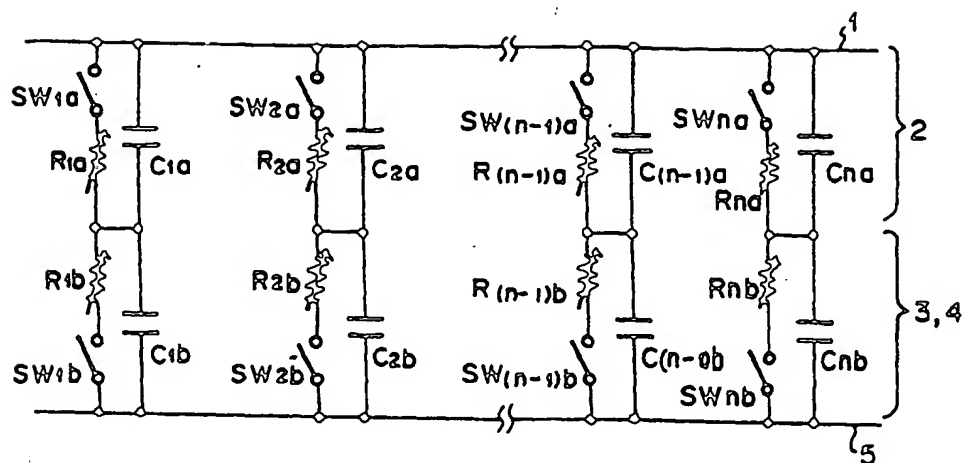 1
SW1a SW2a SW(n-1)a SWna 2
R1a C1a R2a C2a R(n-1)a C(n-1)a Rna Cna
R1b R2b R(n-1)b Rnb 3,4
C1b C2b C(n-1)b Cnb
SW1b SW2b SW(n-1)b SWnb
5